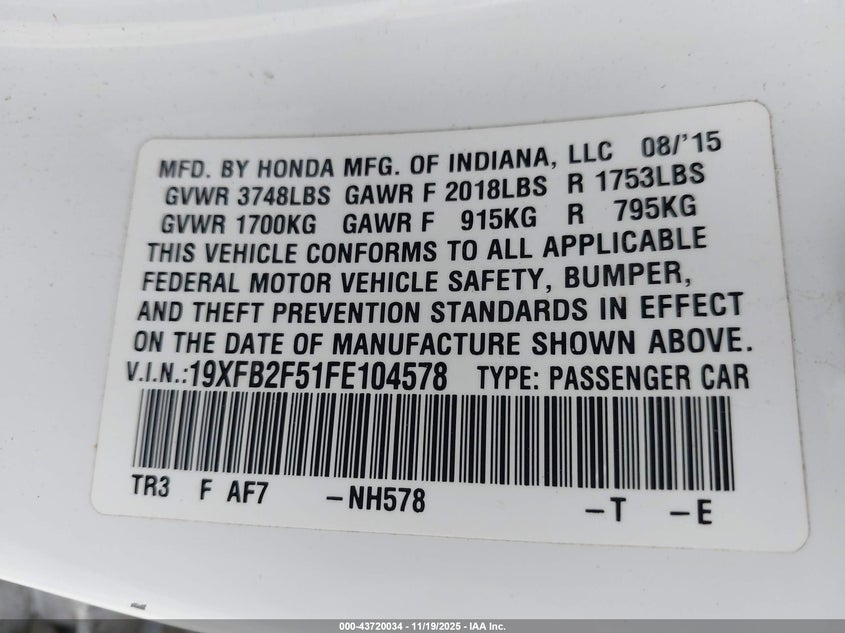 MFD. BY HONDA MFG. OF INDIANA, LLC 08/'15
GVWR 3748LBS GAWR F 2018LBS R 1753LBS
GVWR 1700KG GAWR F 915KG R 795KG
THIS VEHICLE CONFORMS TO ALL APPLICABLE
FEDERAL MOTOR VEHICLE SAFETY, BUMPER,
AND THEFT PREVENTION STANDARDS IN EFFECT
ON THE DATE OF MANUFACTURE SHOWN ABOVE.
V.I.N.:19XFB2F51FE104578 TYPE: PASSENGER CAR
TR3 F AF7 -NH578 -T -E
000-43720034 - 11/19/2025 - IAA Inc.